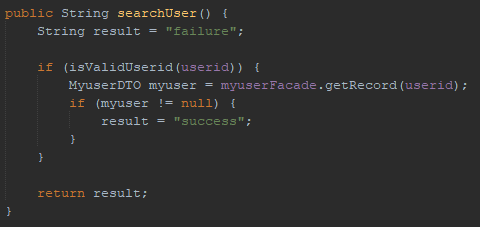 public String searchUser() {
    String result = "failure";

    if (isValidUserid(userid)) {
        MyuserDTO myuser = myuserFacade.getRecord(userid);
        if (myuser != null) {
            result = "success";
        }
    }

    return result;
}